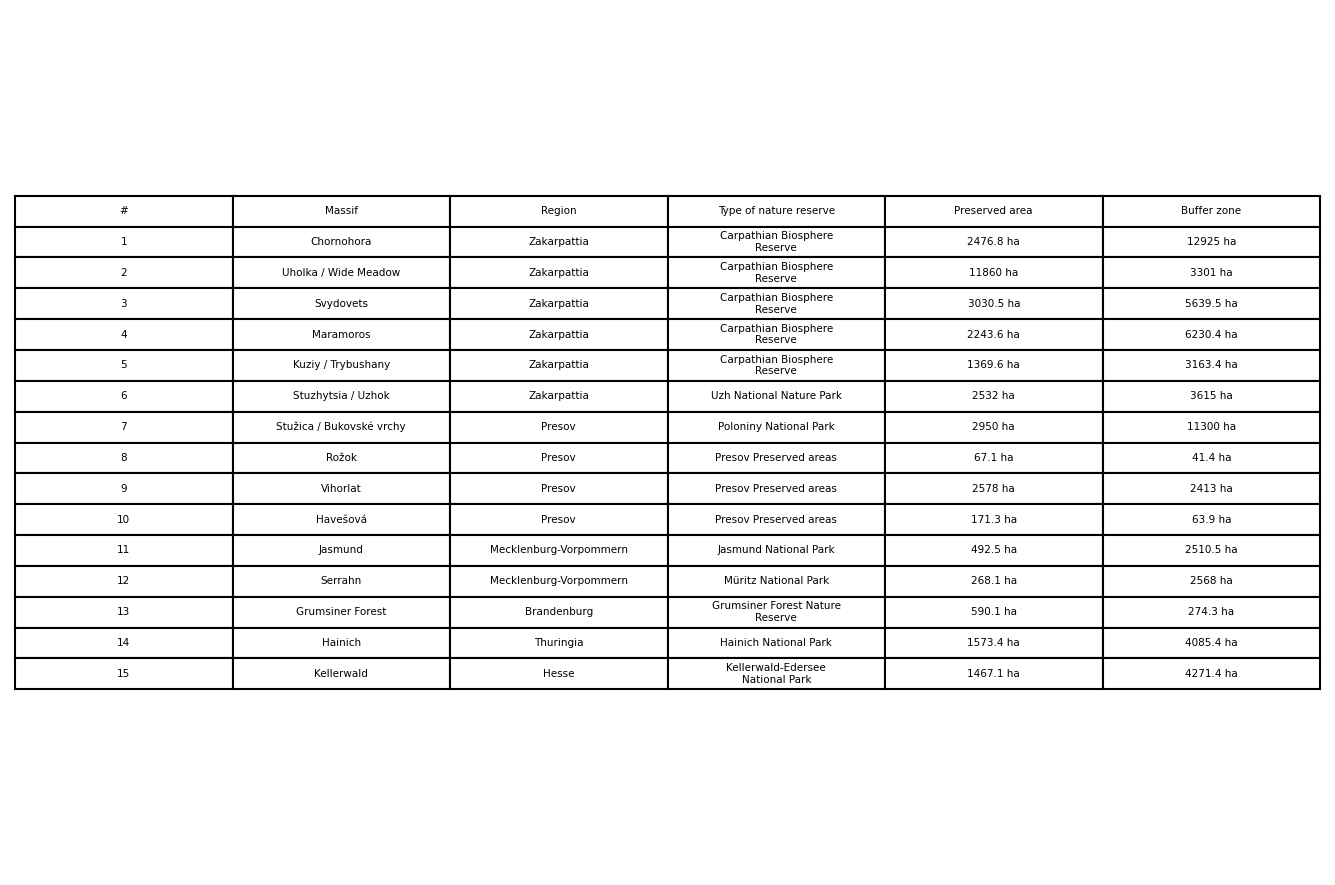 # Massif Region Type of nature reserve Preserved area Buffer zone
1 Chornohora Zakarpattia Carpathian Biosphere Reserve 2476.8 ha 12925 ha
2 Uholka / Wide Meadow Zakarpattia Carpathian Biosphere Reserve 11860 ha 3301 ha
3 Svydovets Zakarpattia Carpathian Biosphere Reserve 3030.5 ha 5639.5 ha
4 Maramoros Zakarpattia Carpathian Biosphere Reserve 2243.6 ha 6230.4 ha
5 Kuziy / Trybushany Zakarpattia Carpathian Biosphere Reserve 1369.6 ha 3163.4 ha
6 Stuzhytsia / Uzhok Zakarpattia Uzh National Nature Park 2532 ha 3615 ha
7 Stužica / Bukovské vrchy Presov Poloniny National Park 2950 ha 11300 ha
8 Rožok Presov Presov Preserved areas 67.1 ha 41.4 ha
9 Vihorlat Presov Presov Preserved areas 2578 ha 2413 ha
10 Havešová Presov Presov Preserved areas 171.3 ha 63.9 ha
11 Jasmund Mecklenburg-Vorpommern Jasmund National Park 492.5 ha 2510.5 ha
12 Serrahn Mecklenburg-Vorpommern Müritz National Park 268.1 ha 2568 ha
13 Grumsiner Forest Brandenburg Grumsiner Forest Nature Reserve 590.1 ha 274.3 ha
14 Hainich Thuringia Hainich National Park 1573.4 ha 4085.4 ha
15 Kellerwald Hesse Kellerwald-Edersee National Park 1467.1 ha 4271.4 ha